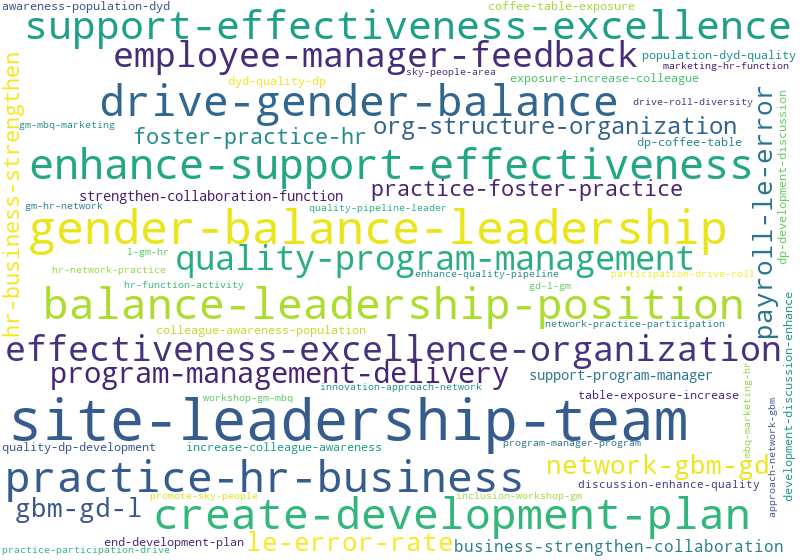 awareness-population-dyd
coffee-table-exposure
support-effectiveness-excellence
employee-manager-feedback
population-dyd-quality
marketing-hr-function
sky-people-area
exposure-increase-colleague
dyd-quality-dp
drive-gender-balance
drive-roll-diversity
hr-business-strengthen
gm-mbq-marketing
foster-practice-hr
org-structure-organization
dp-coffee-table
payroll-le-error
dp-development-discussion
enhance-support-effectiveness
strengthen-collaboration-function
practice-foster-practice
gm-hr-network
quality-pipeline-leader
gender-balance-leadership
l-gm-hr
quality-program-management
hr-network-practice
enhance-quality-pipeline
participation-drive-roll
hr-function-activity
gd-l-gm
balance-leadership-position
network-practice-participation
colleague-awareness-population
effectiveness-excellence-organization
program-management-delivery
support-program-manager
innovation-approach-network
table-exposure-increase
workshop-gm-mbq
mbq-marketing-hr
approach-network-gbm
development-discussion-enhance
site-leadership-team
quality-dp-development
increase-colleague-awareness
program-manager-program
practice-hr-business
network-gbm-gd
discussion-enhance-quality
promote-sky-people
inclusion-workshop-gm
gbm-gd-l
create-development-plan
end-development-plan
le-error-rate
business-strengthen-collaboration
practice-participation-drive